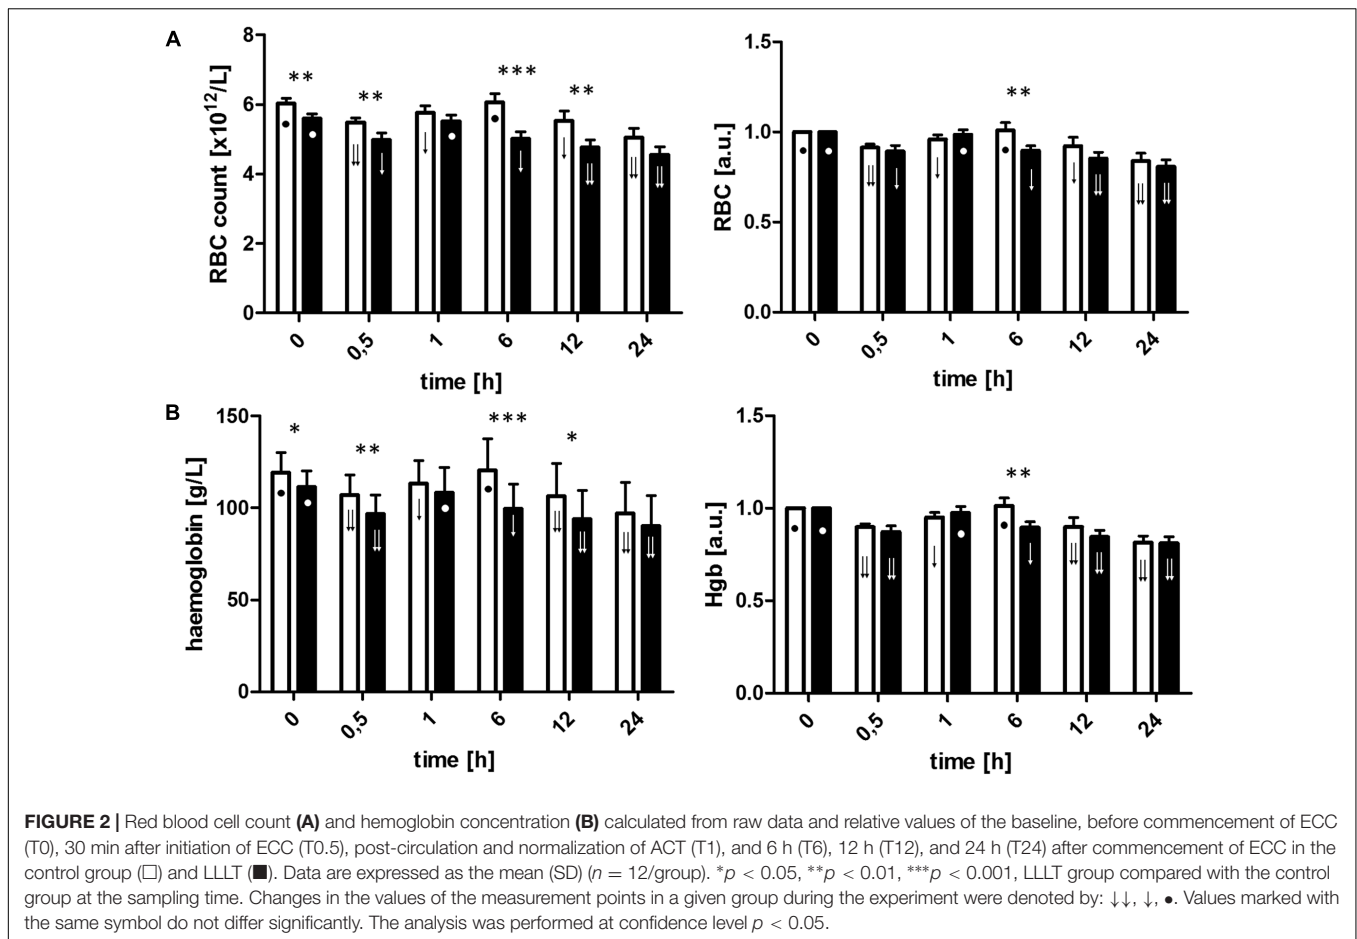 A
8
6
4
2
0
RBC count [x10¹²/L]
** ** *** **
0 0,5 1 6 12 24
time [h]
1.5
1.0
0.5
0.0
RBC [a.u.]
**
0 0,5 1 6 12 24
time [h]
B
150
100
50
0
haemoglobin [g/L]
* ** *** *
0 0,5 1 6 12 24
time [h]
1.5
1.0
0.5
0.0
Hgb [a.u.]
**
0 0,5 1 6 12 24
time [h]
FIGURE 2 | Red blood cell count (A) and hemoglobin concentration (B) calculated from raw data and relative values of the baseline, before commencement of ECC
(T0), 30 min after initiation of ECC (T0.5), post-circulation and normalization of ACT (T1), and 6 h (T6), 12 h (T12), and 24 h (T24) after commencement of ECC in the
control group (□) and LLLT (■). Data are expressed as the mean (SD) (n = 12/group). *p < 0.05, **p < 0.01, ***p < 0.001, LLLT group compared with the control
group at the sampling time. Changes in the values of the measurement points in a given group during the experiment were denoted by: ↓↓, ↓, ●. Values marked with
the same symbol do not differ significantly. The analysis was performed at confidence level p < 0.05.